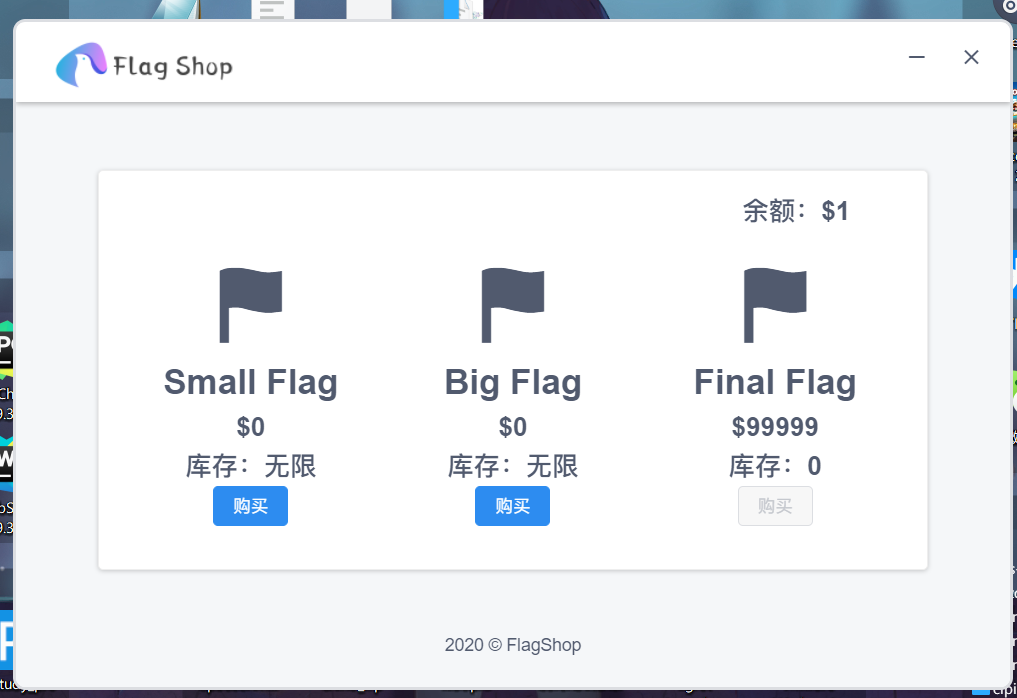 Flag Shop
余额：$1
Small Flag
Big Flag
Final Flag
$0
$0
$99999
库存：无限
库存：无限
库存：0
购买
购买
购买
2020 © FlagShop